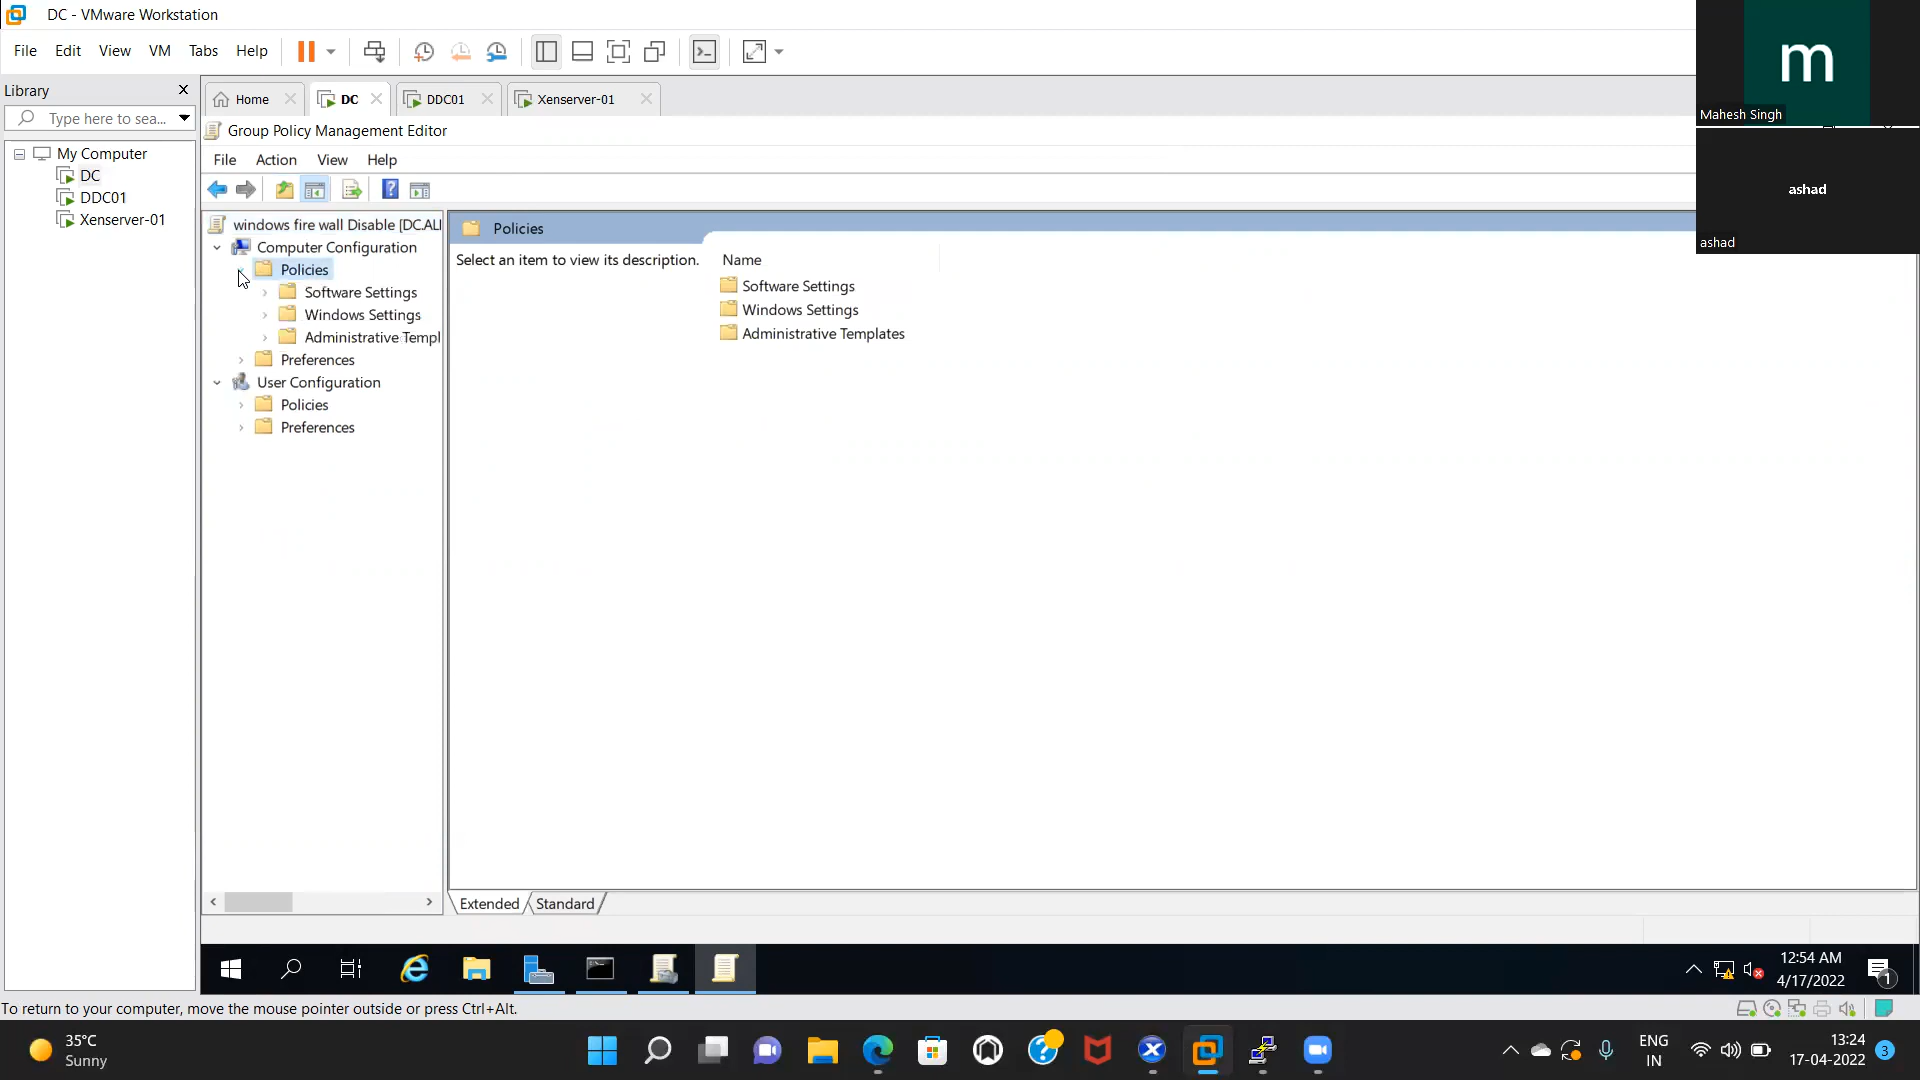 DC - VMware Workstation
File Edit View VM Tabs Help
Library
Type here to sea...
My Computer
DC
DDC01
Xenserver-01
Home
DC
DDC01
Xenserver-01
Group Policy Management Editor
File Action View Help
windows fire wall Disable [DC.ALI
Computer Configuration
Policies
Software Settings
Windows Settings
Administrative Templ
Preferences
User Configuration
Policies
Preferences
Policies
Select an item to view its description.
Name
Software Settings
Windows Settings
Administrative Templates
Extended
Standard
m
Mahesh Singh
ashad
ashad
12:54 AM
4/17/2022
1
To return to your computer, move the mouse pointer outside or press Ctrl+Alt.
35°C
Sunny
ENG
IN
13:24
17-04-2022
3